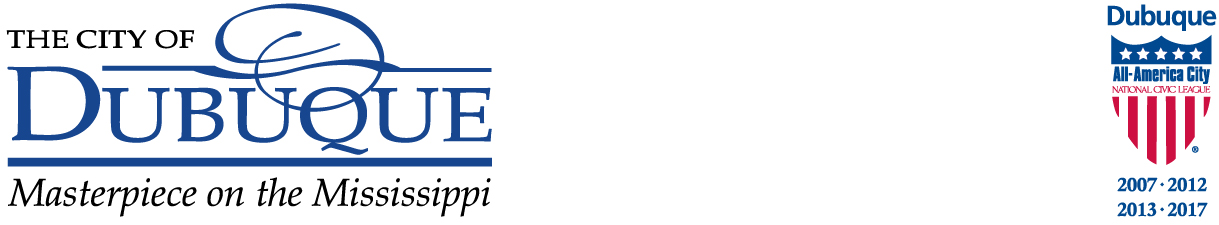 THE CITY OF
DUBUQUE
Masterpiece on the Mississippi
Dubuque
All-America City
NATIONAL CIVIC LEAGUE
®
2007 · 2012
2013 · 2017